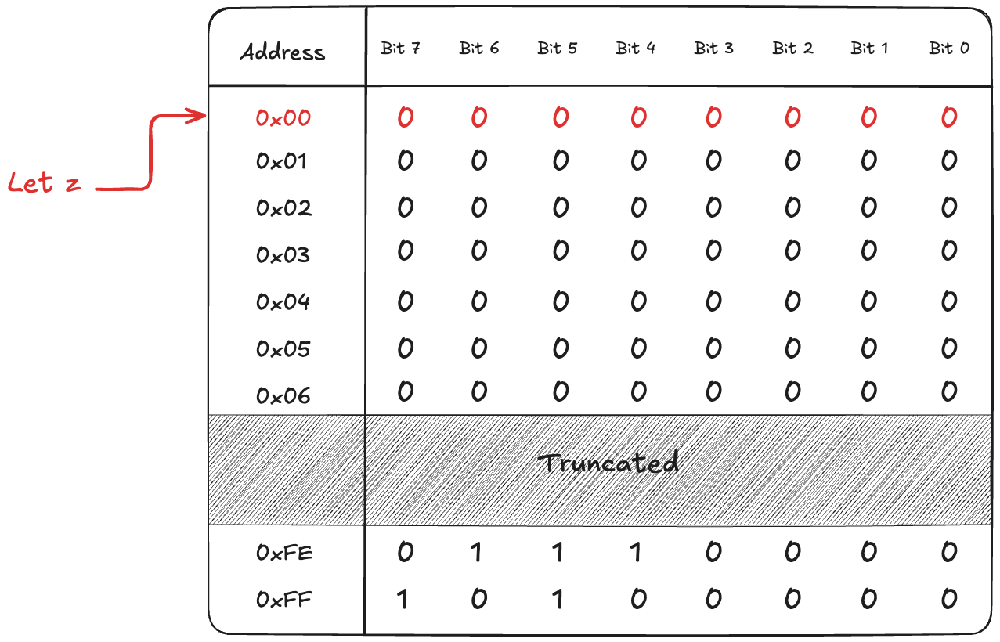 Address Bit 7 Bit 6 Bit 5 Bit 4 Bit 3 Bit 2 Bit 1 Bit 0
0x00 0 0 0 0 0 0 0 0
0x01 0 0 0 0 0 0 0 0
Let z
0x02 0 0 0 0 0 0 0 0
0x03 0 0 0 0 0 0 0 0
0x04 0 0 0 0 0 0 0 0
0x05 0 0 0 0 0 0 0 0
0x06 0 0 0 0 0 0 0 0
Truncated
0xFE 0 1 1 1 0 0 0 0
0xFF 1 0 1 0 0 0 0 0